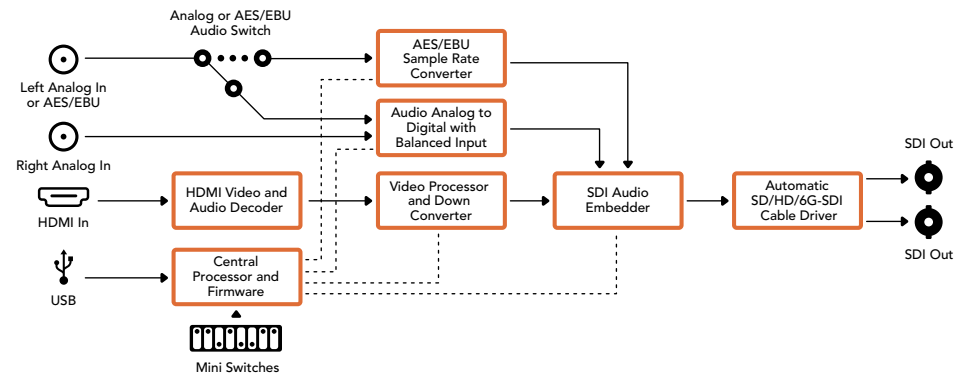 Analog or AES/EBU
Audio Switch
Left Analog In
or AES/EBU
AES/EBU
Sample Rate
Converter
Right Analog In
Audio Analog to
Digital with
Balanced Input
HDMI In
HDMI Video and
Audio Decoder
Video Processor
and Down
Converter
SDI Audio
Embedder
Automatic
SD/HD/6G-SDI
Cable Driver
SDI Out
SDI Out
USB
Central
Processor and
Firmware
Mini Switches